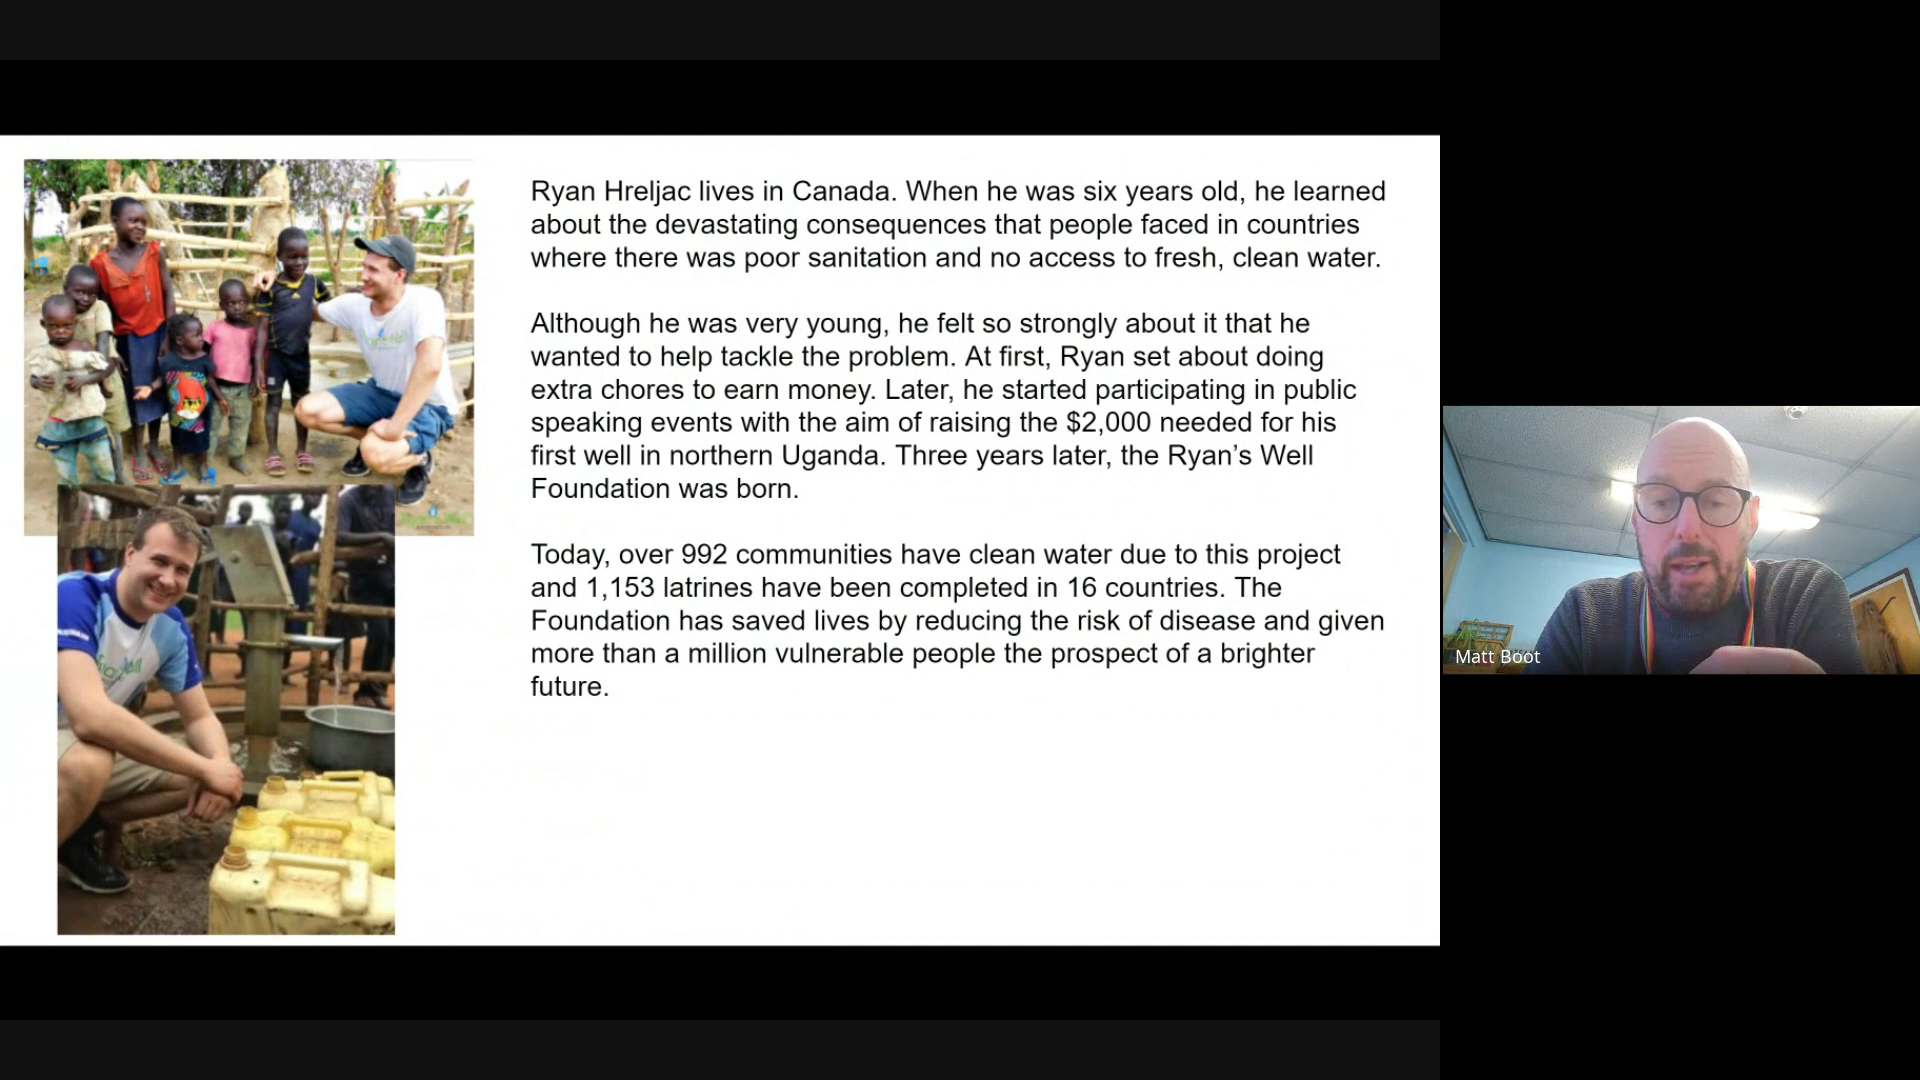 Ryan Hreljac lives in Canada. When he was six years old, he learned
about the devastating consequences that people faced in countries
where there was poor sanitation and no access to fresh, clean water.
Although he was very young, he felt so strongly about it that he
wanted to help tackle the problem. At first, Ryan set about doing
extra chores to earn money. Later, he started participating in public
speaking events with the aim of raising the $2,000 needed for his
first well in northern Uganda. Three years later, the Ryan’s Well
Foundation was born.
Today, over 992 communities have clean water due to this project
and 1,153 latrines have been completed in 16 countries. The
Foundation has saved lives by reducing the risk of disease and given
more than a million vulnerable people the prospect of a brighter
future.
Matt Boot